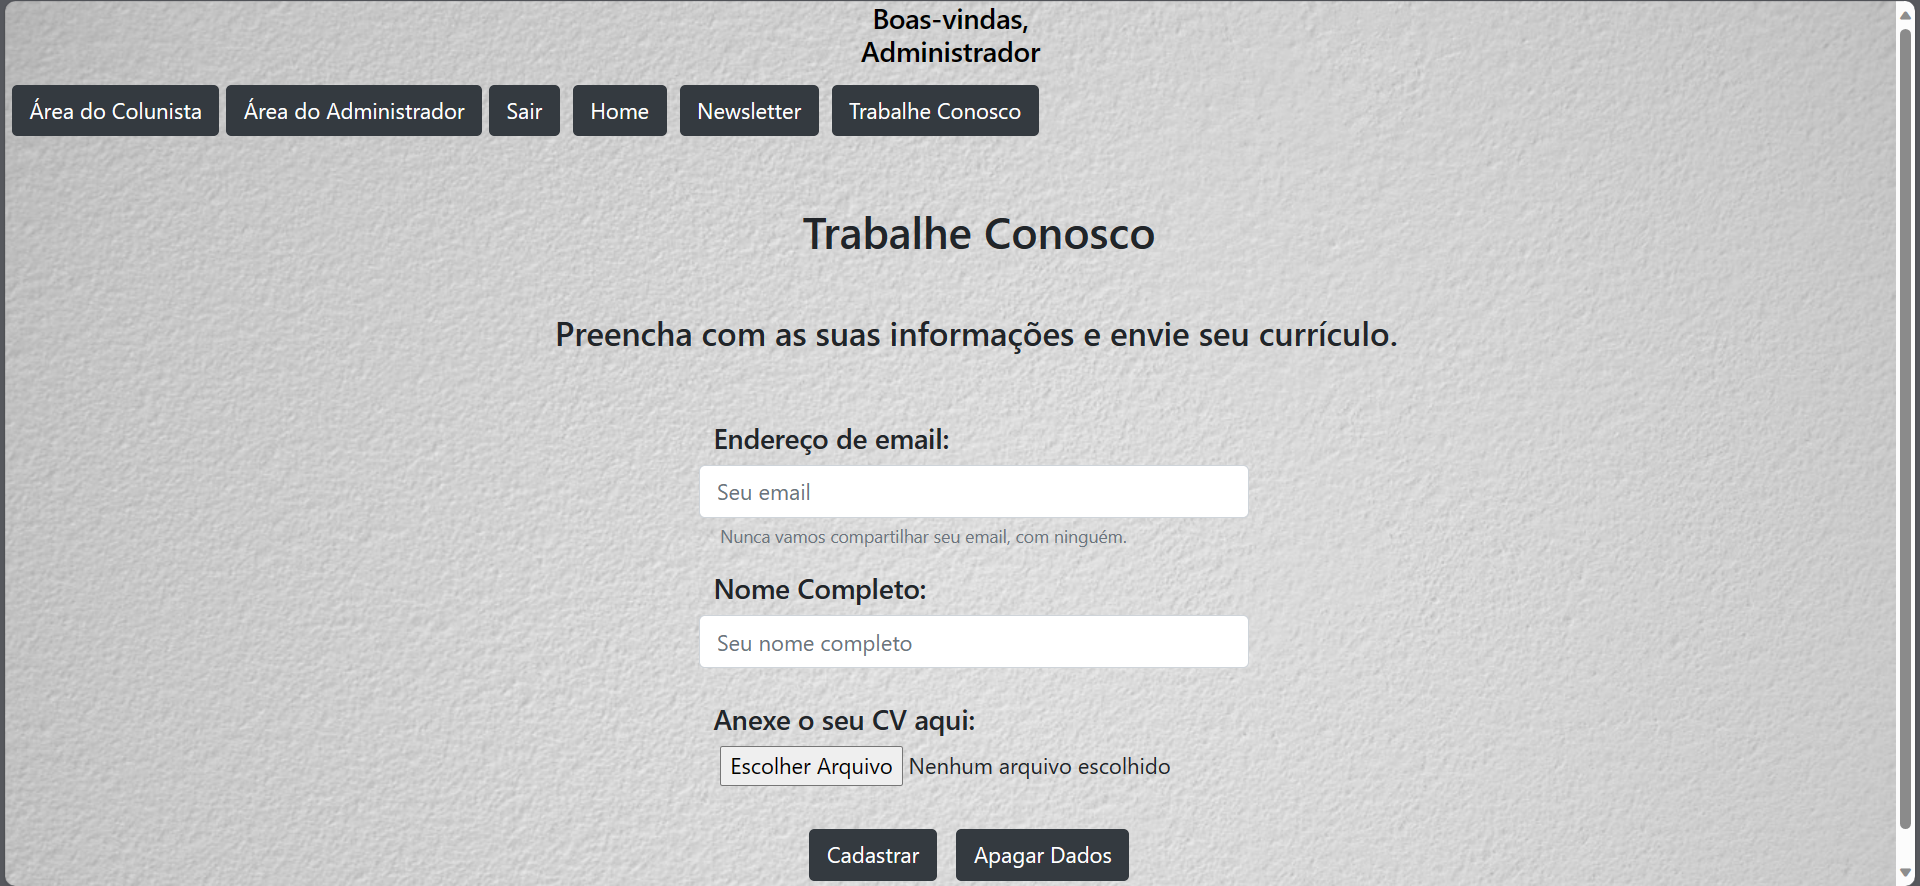 Boas-vindas,
Administrador
Área do Colunista Área do Administrador Sair Home Newsletter Trabalhe Conosco
Trabalhe Conosco
Preencha com as suas informações e envie seu currículo.
Endereço de email:
Seu email
Nunca vamos compartilhar seu email, com ninguém.
Nome Completo:
Seu nome completo
Anexe o seu CV aqui:
Escolher Arquivo Nenhum arquivo escolhido
Cadastrar Apagar Dados